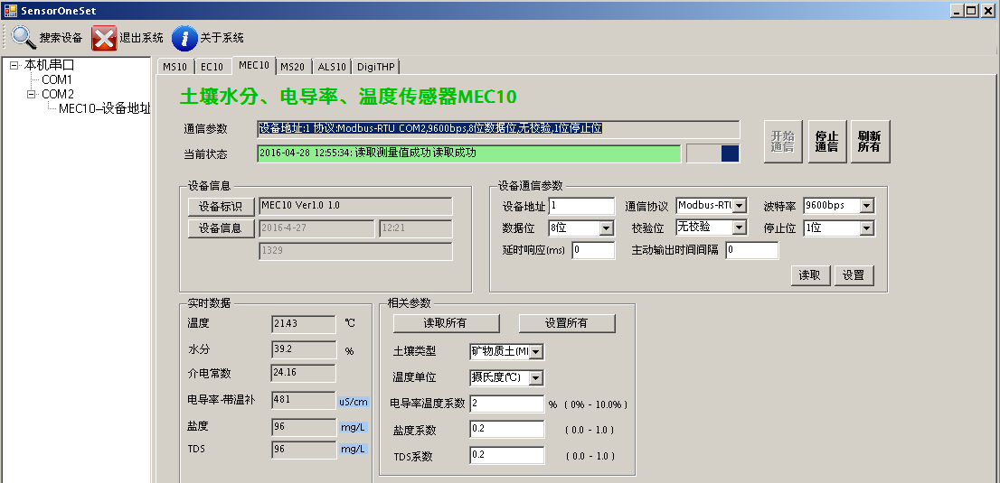 SensorOneSet
搜索设备 退出系统 关于系统
本机串口
COM1
COM2
MEC10--设备地址
MS10 EC10 MEC10 MS20 ALS10 DigiTHP
土壤水分、电导率、温度传感器MEC10
通信参数 设备地址:1 协议:Modbus-RTU COM2,9600bps,8位数据位,无校验,1位停止位
当前状态 2016-04-28 12:55:34: 读取测量值成功 读取成功
开始通信 停止通信 刷新所有
设备信息
设备标识 MEC10 Ver1.0 1.0
设备信息 2016-4-27 12:21
1329
设备通信参数
设备地址 1 通信协议 Modbus-RTU 波特率 9600bps
数据位 8位 校验位 无校验 停止位 1位
延时响应(ms) 0 主动输出时间间隔 0
读取 设置
实时数据
温度 21.43 ℃
水分 39.2 %
介电常数 24.16
电导率-带温补 481 uS/cm
盐度 96 mg/L
TDS 96 mg/L
相关参数
读取所有 设置所有
土壤类型 矿物质土(MI
温度单位 摄氏度(℃)
电导率温度系数 2 % ( 0% - 10.0% )
盐度系数 0.2 ( 0.0 - 1.0 )
TDS系数 0.2 ( 0.0 - 1.0 )